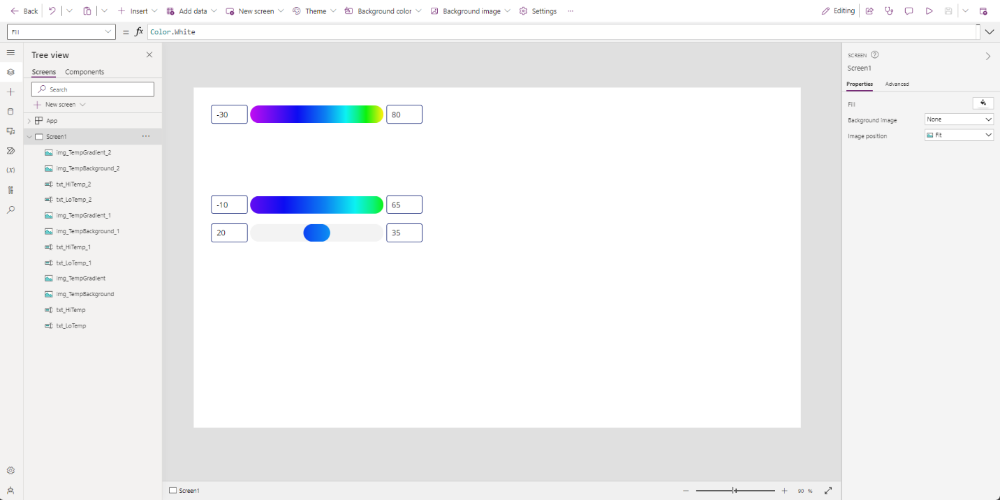 Back Insert Add data New screen Theme Background color Background image Settings ... Editing
Fill = fx Color.White
Tree view
Screens Components
Search
New screen
App
Screen1 ...
img_TempGradient_2
img_TempBackground_2
txt_HiTemp_2
txt_LoTemp_2
img_TempGradient_1
img_TempBackground_1
txt_HiTemp_1
txt_LoTemp_1
img_TempGradient
img_TempBackground
txt_HiTemp
txt_LoTemp
(x)
-30 80
-10 65
20 35
SCREEN ?
Screen1
Properties Advanced
Fill
Background image None
Image position Fit
Screen1 90 %